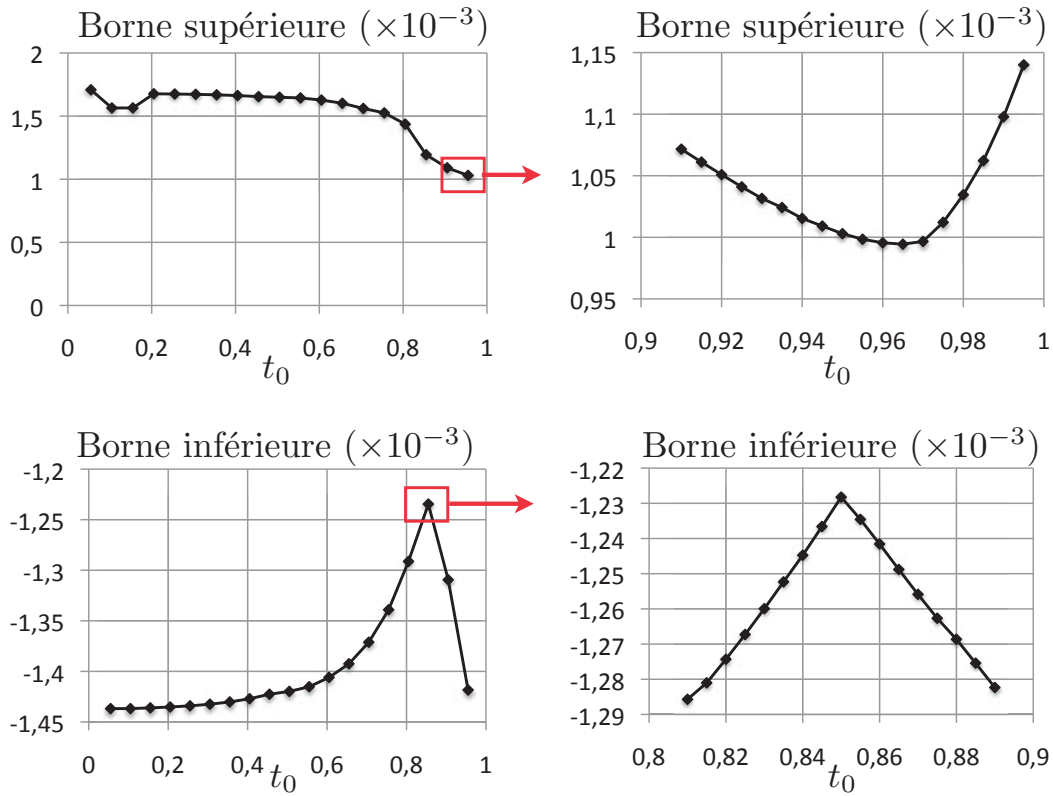 Borne supérieure (×10⁻³)
2
1,5
1
0,5
0
0 0,2 0,4 0,6 0,8 1
t₀
Borne supérieure (×10⁻³)
1,15
1,1
1,05
1
0,95
0,9 0,92 0,94 0,96 0,98 1
t₀
Borne inférieure (×10⁻³)
-1,2
-1,25
-1,3
-1,35
-1,4
-1,45
0 0,2 0,4 0,6 0,8 1
t₀
Borne inférieure (×10⁻³)
-1,22
-1,23
-1,24
-1,25
-1,26
-1,27
-1,28
-1,29
0,8 0,82 0,84 0,86 0,88 0,9
t₀